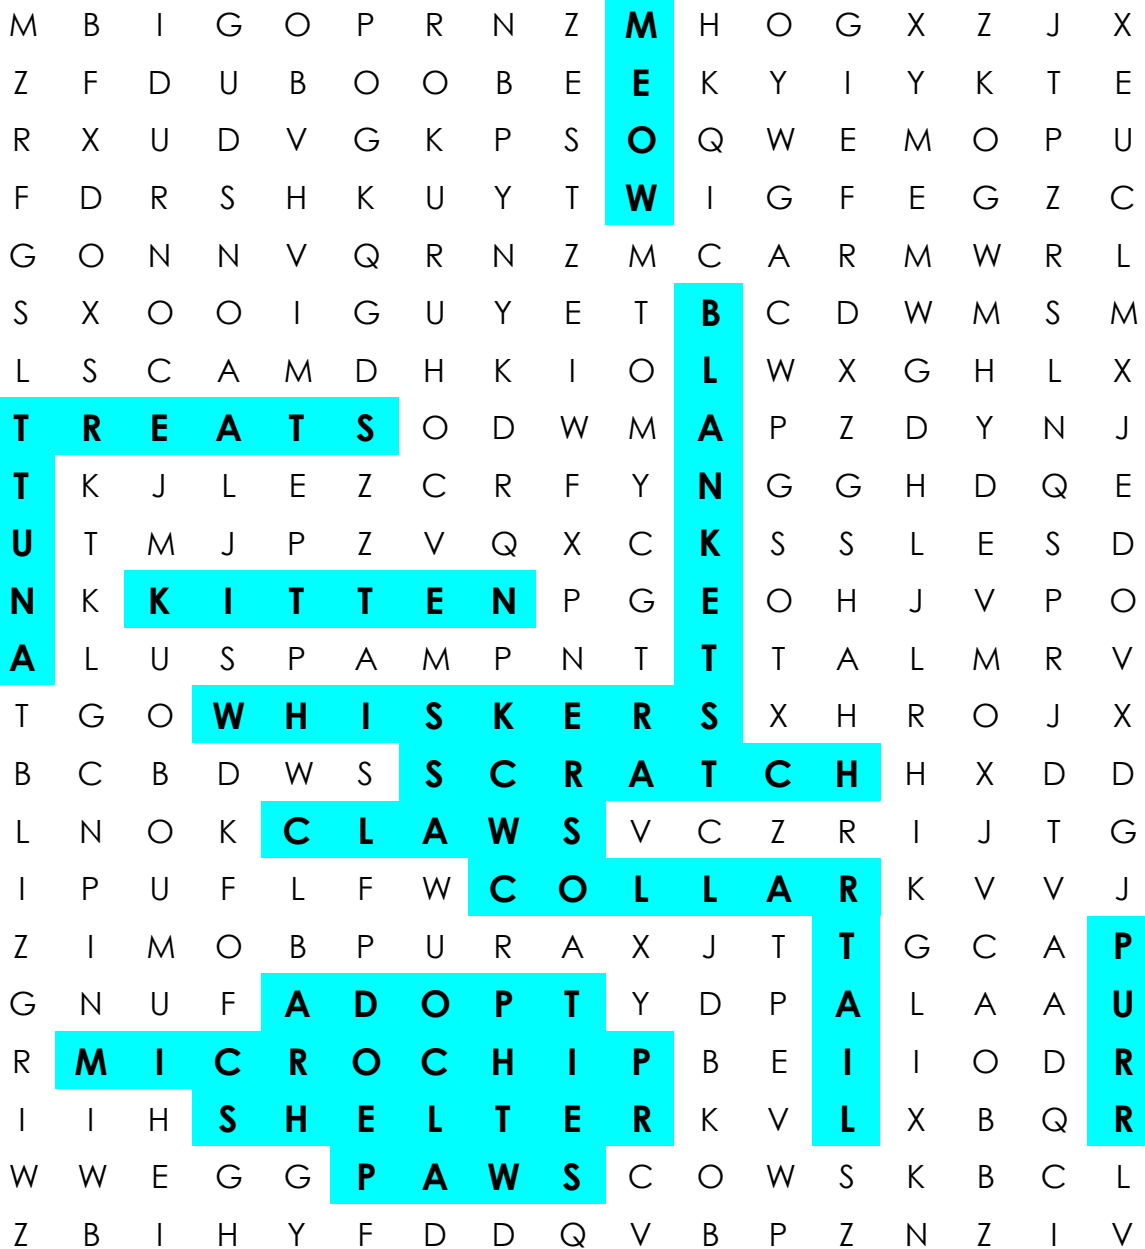 M B I G O P R N Z M H O G X Z J X
Z F D U B O O B E E K Y I Y K T E
R X U D V G K P S O Q W E M O P U
F D R S H K U Y T W I G F E G Z C
G O N N V Q R N Z M C A R M W R L
S X O O I G U Y E T B C D W M S M
L S C A M D H K I O L W X G H L X
T R E A T S O D W M A P Z D Y N J
T K J L E Z C R F Y N G G H D Q E
U T M J P Z V Q X C K S S L E S D
N K K I T T E N P G E O H J V P O
A L U S P A M P N T T T A L M R V
T G O W H I S K E R S X H R O J X
B C B D W S S C R A T C H H X D D
L N O K C L A W S V C Z R I J T G
I P U F L F W C O L L A R K V V J
Z I M O B P U R A X J T T G C A P
G N U F A D O P T Y D P A L A A U
R M I C R O C H I P B E I I O D R
I I H S H E L T E R K V L X B Q R
W W E G G P A W S C O W S K B C L
Z B I H Y F D D Q V B P Z N Z I V